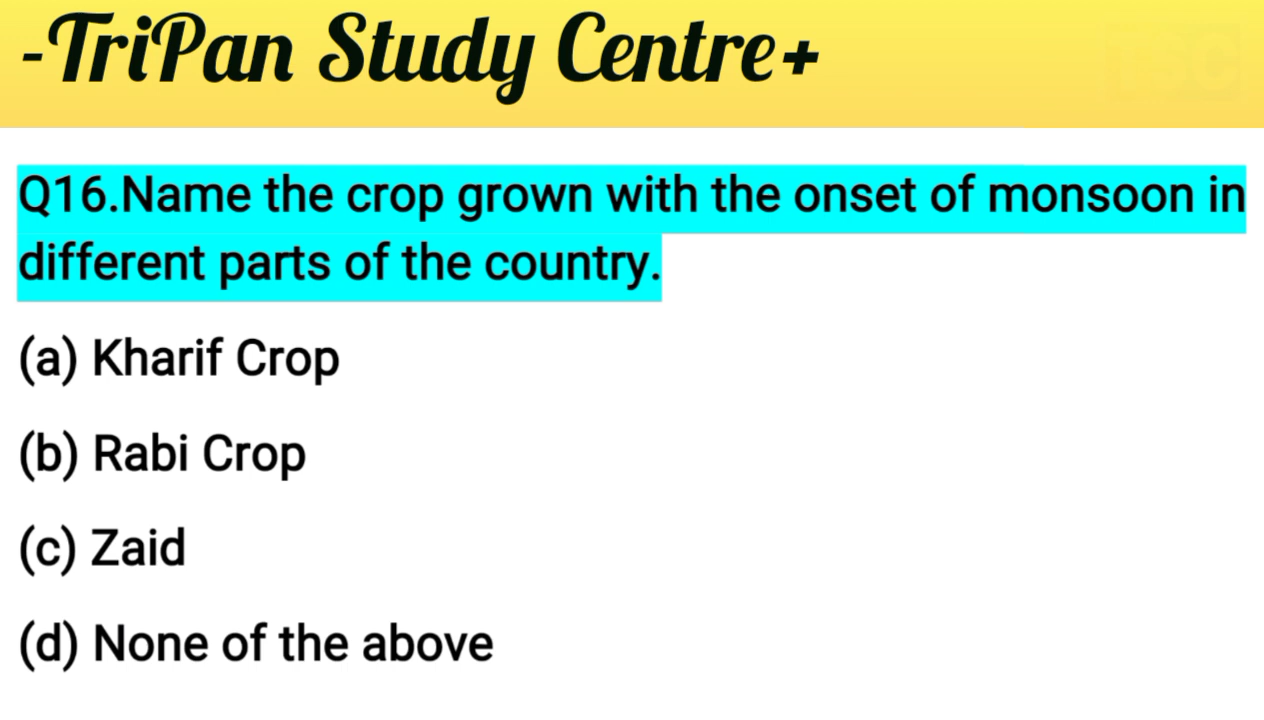 -TriPan Study Centre+
Q16.Name the crop grown with the onset of monsoon in
different parts of the country.
(a) Kharif Crop
(b) Rabi Crop
(c) Zaid
(d) None of the above